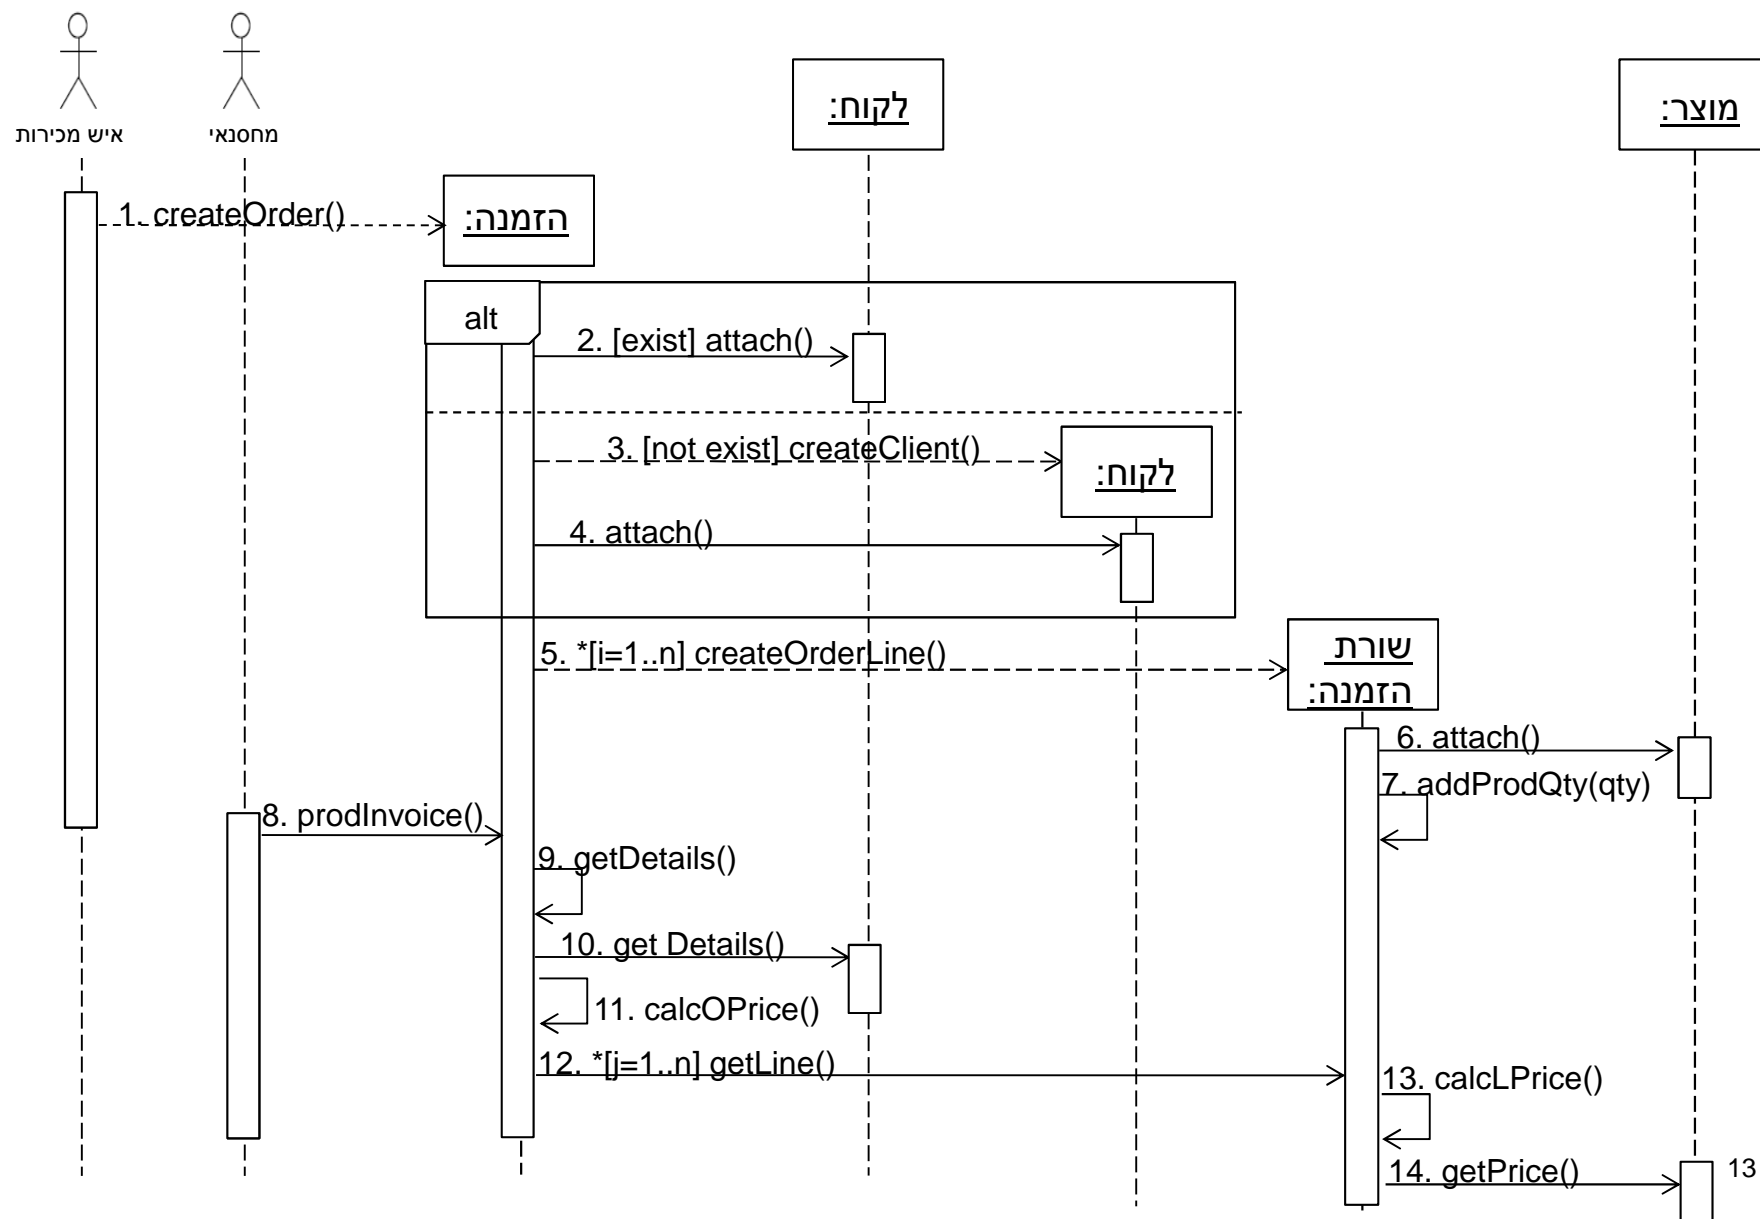 איש מכירות
מחסנאי
לקוח:
מוצר:
1. createOrder()
הזמנה:
alt
2. [exist] attach()
3. [not exist] createClient()
לקוח:
4. attach()
5. *[i=1..n] createOrderLine()
שורת
הזמנה:
6. attach()
7. addProdQty(qty)
8. prodInvoice()
9. getDetails()
10. get Details()
11. calcOPrice()
12. *[j=1..n] getLine()
13. calcLPrice()
14. getPrice()
13